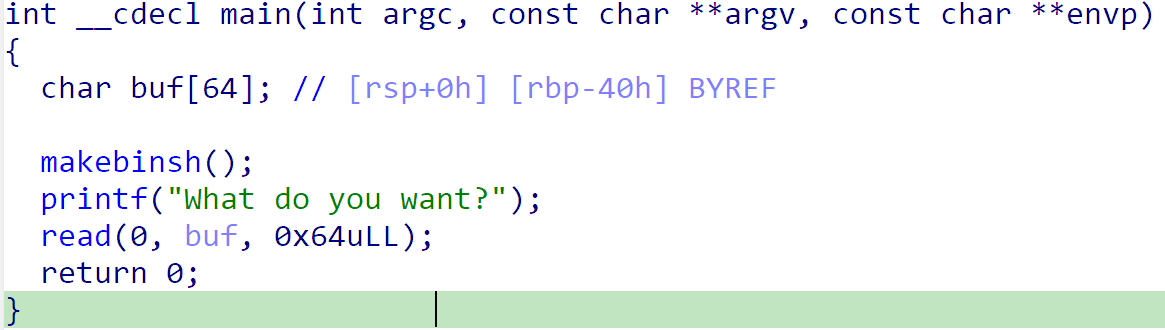 int __cdecl main(int argc, const char **argv, const char **envp)
{
  char buf[64]; // [rsp+0h] [rbp-40h] BYREF
  makebinsh();
  printf("What do you want?");
  read(0, buf, 0x64uLL);
  return 0;
}